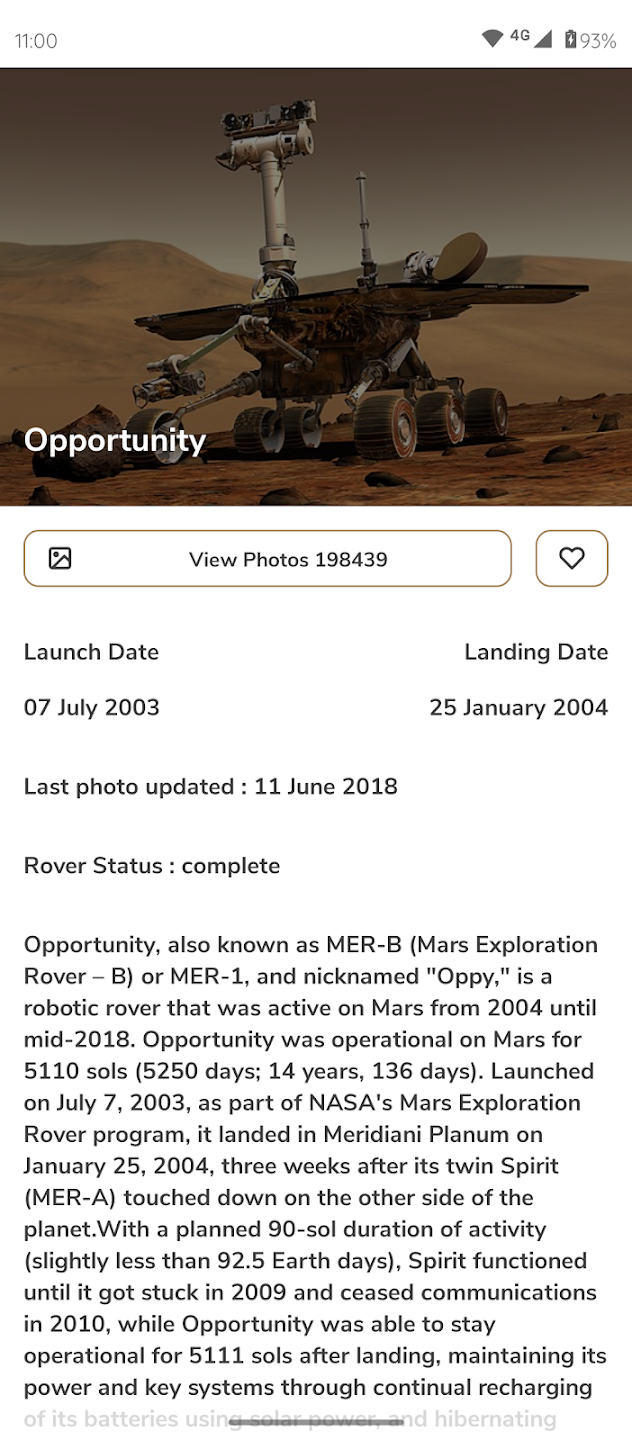 11:00
4G
93%
Opportunity
View Photos 198439
Launch Date
Landing Date
07 July 2003
25 January 2004
Last photo updated : 11 June 2018
Rover Status : complete
Opportunity, also known as MER-B (Mars Exploration
Rover – B) or MER-1, and nicknamed "Oppy," is a
robotic rover that was active on Mars from 2004 until
mid-2018. Opportunity was operational on Mars for
5110 sols (5250 days; 14 years, 136 days). Launched
on July 7, 2003, as part of NASA's Mars Exploration
Rover program, it landed in Meridiani Planum on
January 25, 2004, three weeks after its twin Spirit
(MER-A) touched down on the other side of the
planet.With a planned 90-sol duration of activity
(slightly less than 92.5 Earth days), Spirit functioned
until it got stuck in 2009 and ceased communications
in 2010, while Opportunity was able to stay
operational for 5111 sols after landing, maintaining its
power and key systems through continual recharging
of its batteries using solar power, and hibernating